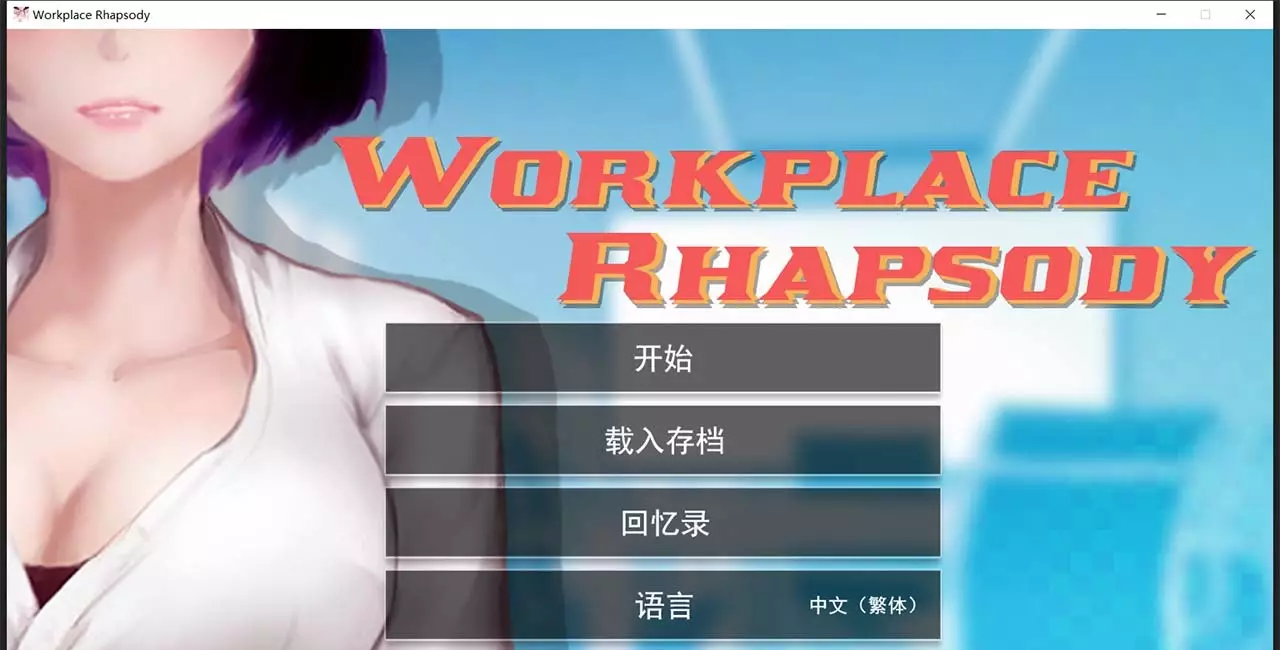 Workplace Rhapsody
WORKPLACE
RHAPSODY
开始
载入存档
回忆录
语言 中文（繁体）